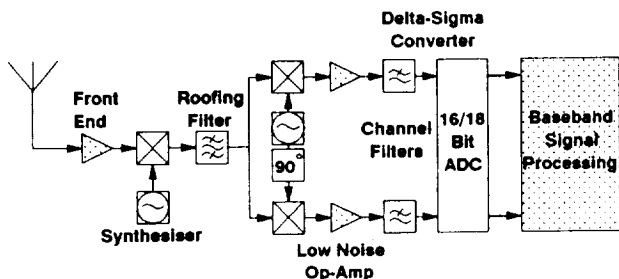 Delta-Sigma
Converter
Front
End
Roofing
Filter
90°
Channel
Filters
16/18
Bit
ADC
Baseband
Signal
Processing
Synthesiser
Low Noise
Op-Amp